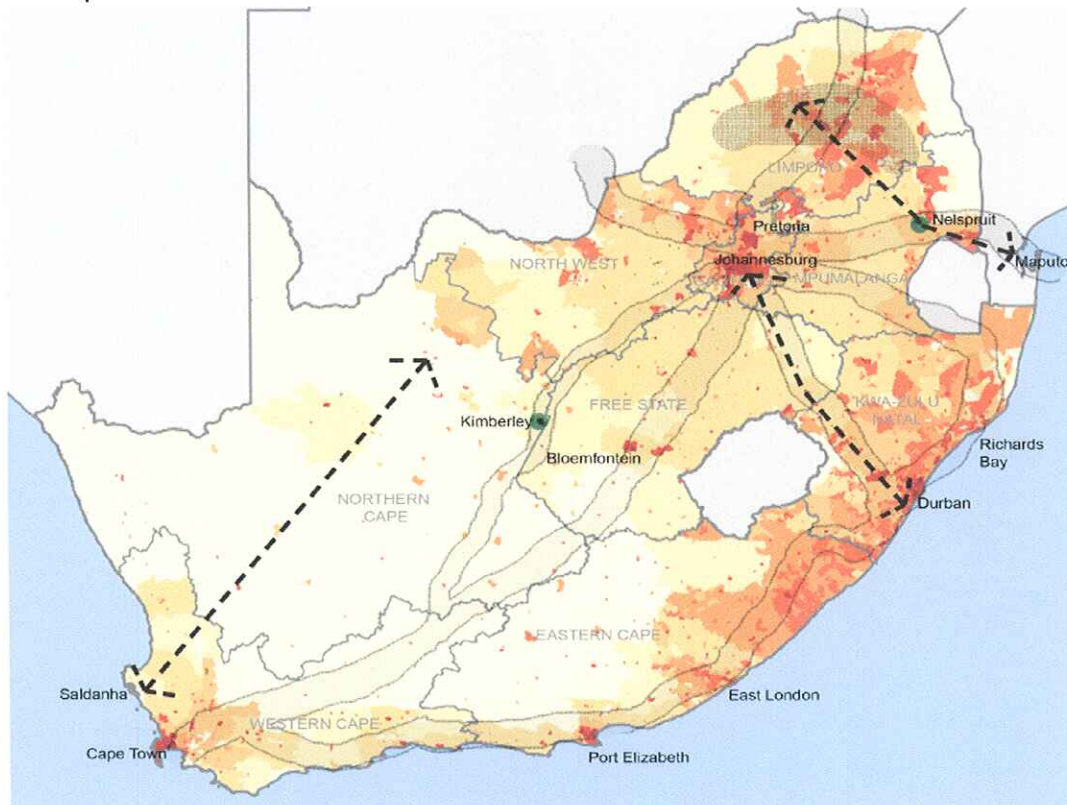 LIMPOPO
Nelspruit
Pretoria
Maputo
Johannesburg
NORTH WEST
MPUMALANGA
FREE STATE
KWA-ZULU
NATAL
Kimberley
Richards
Bay
Bloemfontein
NORTHERN
CAPE
Durban
EASTERN CAPE
Saldanha
East London
WESTERN CAPE
Cape Town
Port Elizabeth